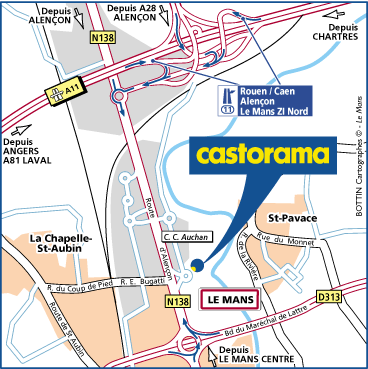 Depuis
ALENÇON
Depuis A28
ALENÇON
Depuis
CHARTRES
N138
A11
Rouen / Caen
Alençon
Le Mans ZI Nord
Depuis
ANGERS
A81 LAVAL
castorama
BOTTIN Cartographes © - Le Mans
La Chapelle-
St-Aubin
Route
d'Alençon
C. C. Auchan
St-Pavace
Rue du Monnet
R. de la Rivière
R. du Coup de Pied
R. E. Bugatti
Route de St-Aubin
N138
LE MANS
D313
Bd du Maréchal de Lattre
Depuis
LE MANS CENTRE